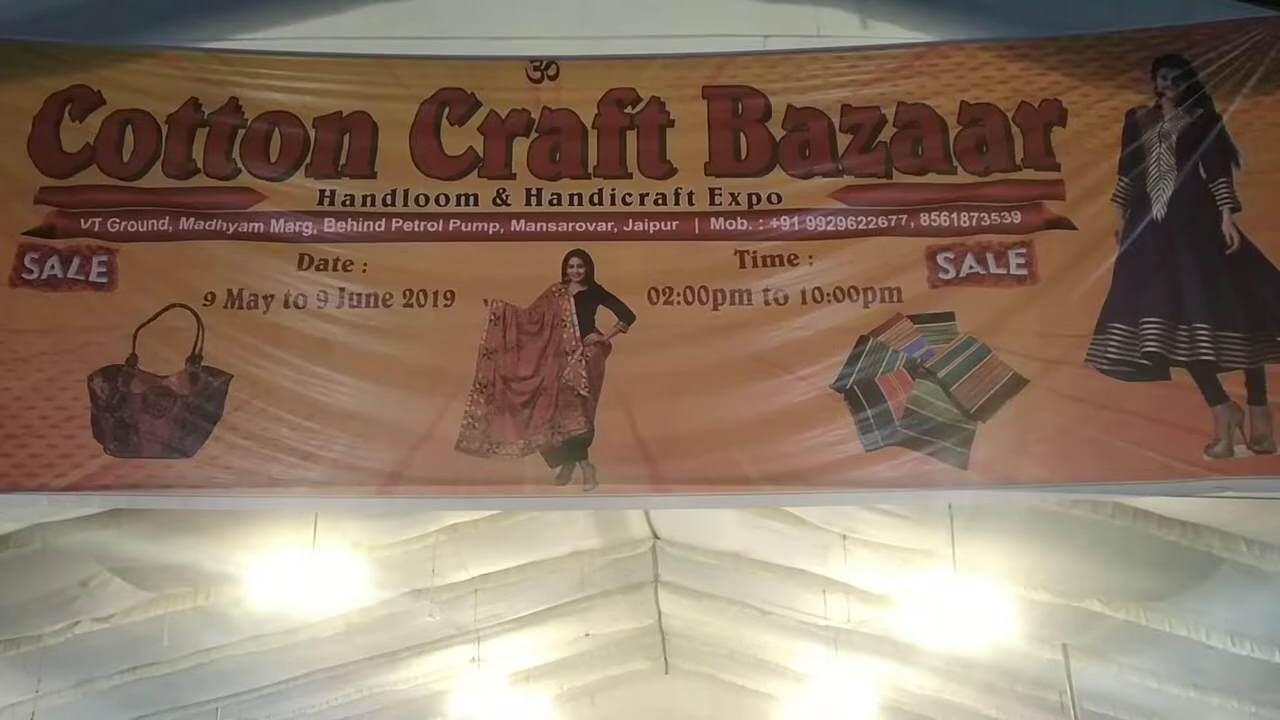 ॐ
Cotton Craft Bazaar
Handloom & Handicraft Expo
VT Ground, Madhyam Marg, Behind Petrol Pump, Mansarovar, Jaipur | Mob. : +91 9929622677, 8561873539
SALE
Date :
Time :
SALE
9 May to 9 June 2019
02:00pm to 10:00pm